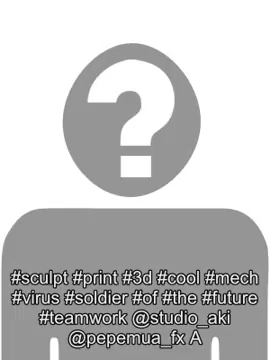 ?
#sculpt #print #3d #cool #mech
#virus #soldier #of #the #future
#teamwork @studio_aki
@pepemua_fx A